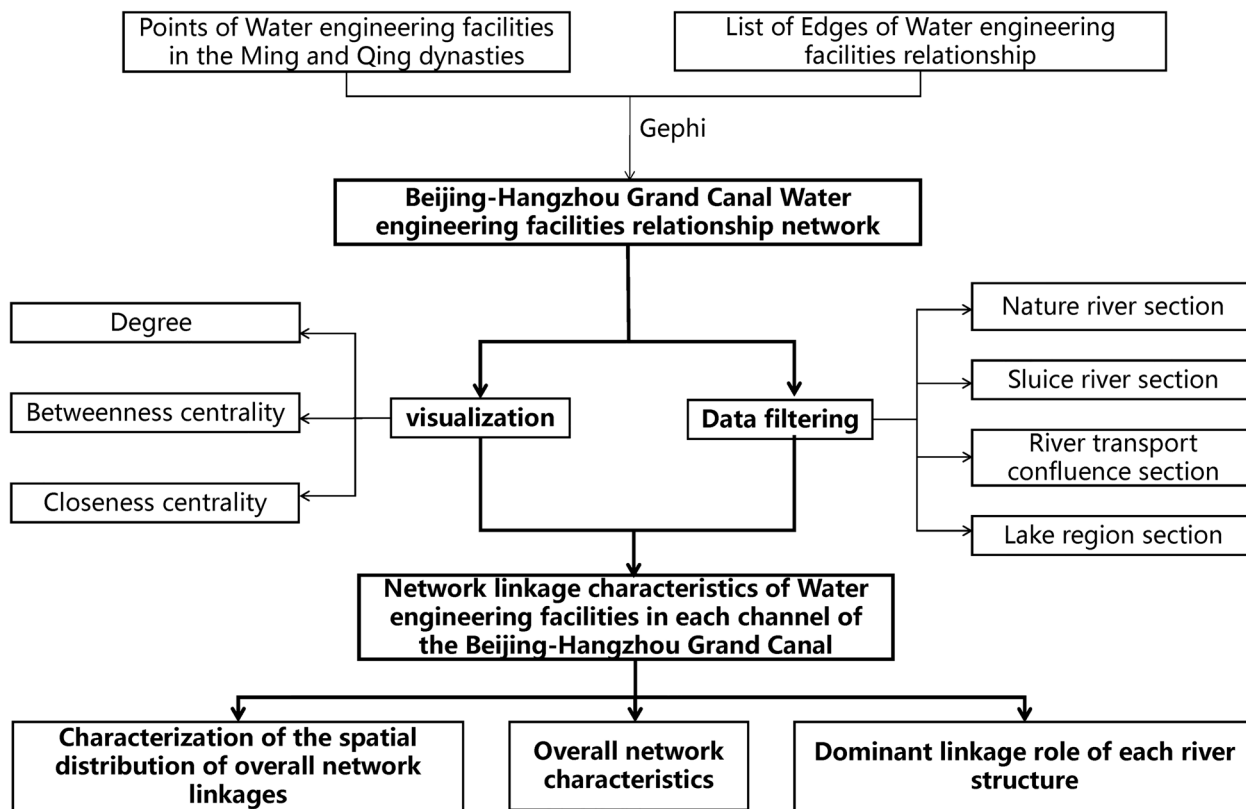 Points of Water engineering facilities
in the Ming and Qing dynasties
List of Edges of Water engineering
facilities relationship
Gephi
Beijing-Hangzhou Grand Canal Water
engineering facilities relationship network
Degree
Betweenness centrality
Closeness centrality
visualization
Data filtering
Nature river section
Sluice river section
River transport
confluence section
Lake region section
Network linkage characteristics of Water
engineering facilities in each channel of
the Beijing-Hangzhou Grand Canal
Characterization of the spatial
distribution of overall network
linkages
Overall network
characteristics
Dominant linkage role of each river
structure